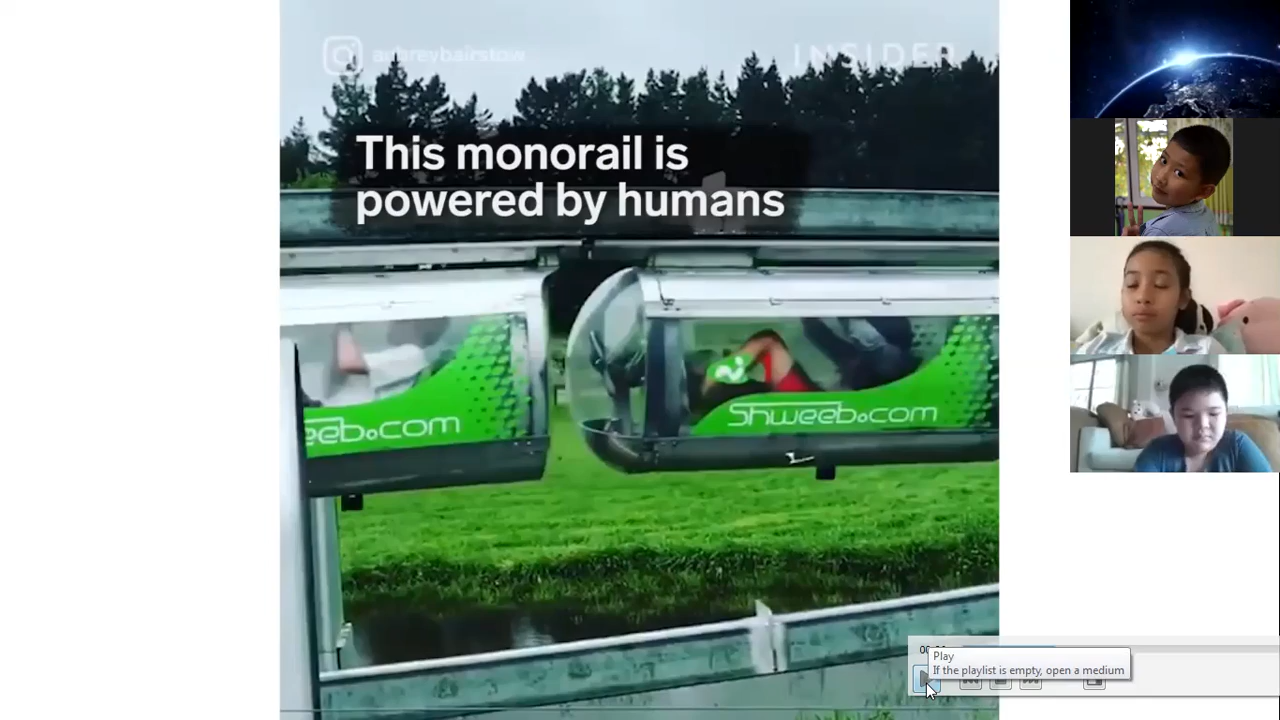 aubreybairstow
INSIDER
This monorail is
powered by humans
eeb.com
Shweeb.com
Play
If the playlist is empty, open a medium